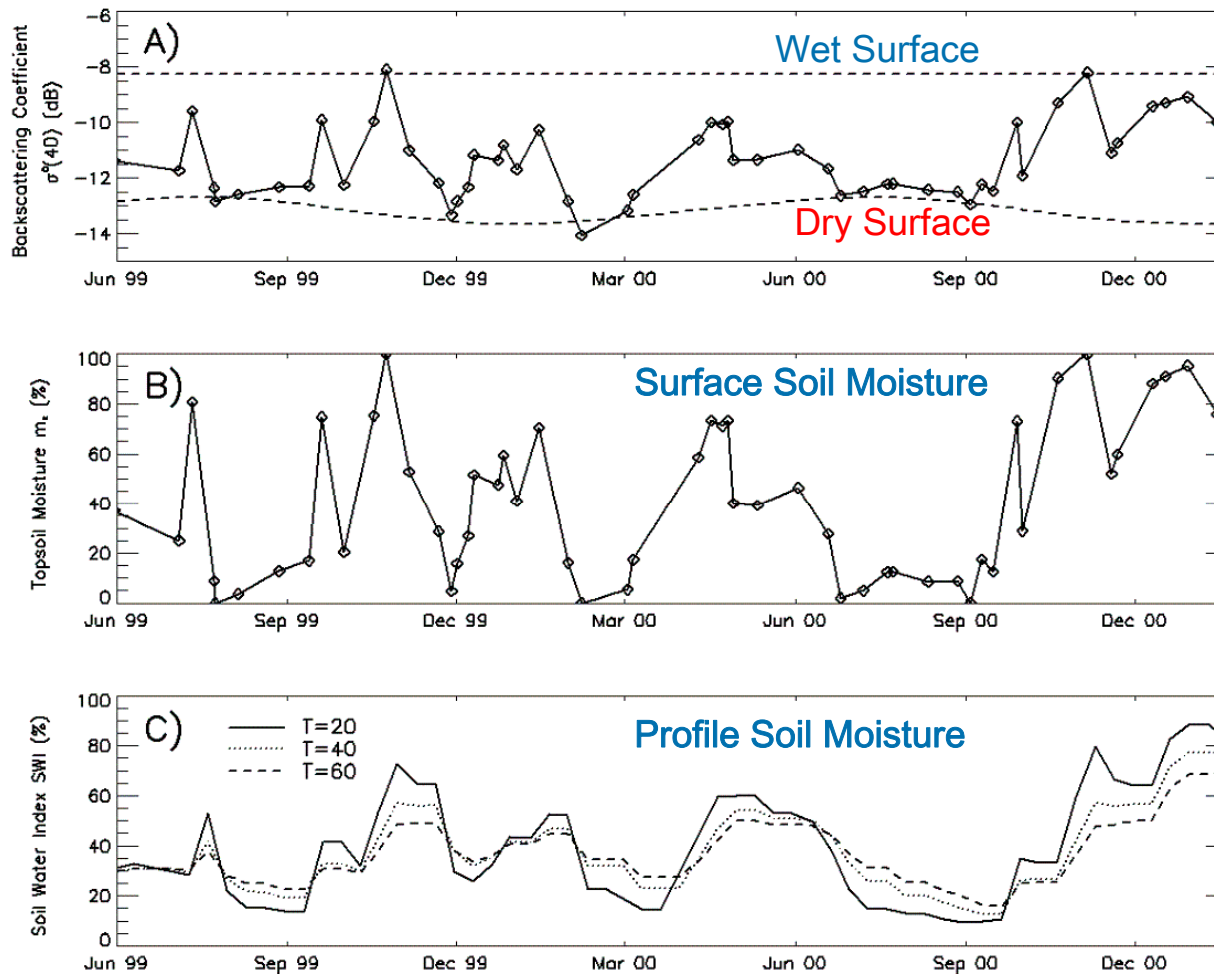 A)
Wet Surface
Dry Surface
Backscattering Coefficient
σ°(40) (dB)
-6
-8
-10
-12
-14
Jun 99 Sep 99 Dec 99 Mar 00 Jun 00 Sep 00 Dec 00
B)
Surface Soil Moisture
Topsoil Moisture mₛ (%)
100
80
60
40
20
0
Jun 99 Sep 99 Dec 99 Mar 00 Jun 00 Sep 00 Dec 00
C)
T=20
T=40
T=60
Profile Soil Moisture
Soil Water Index SWI (%)
100
80
60
40
20
0
Jun 99 Sep 99 Dec 99 Mar 00 Jun 00 Sep 00 Dec 00